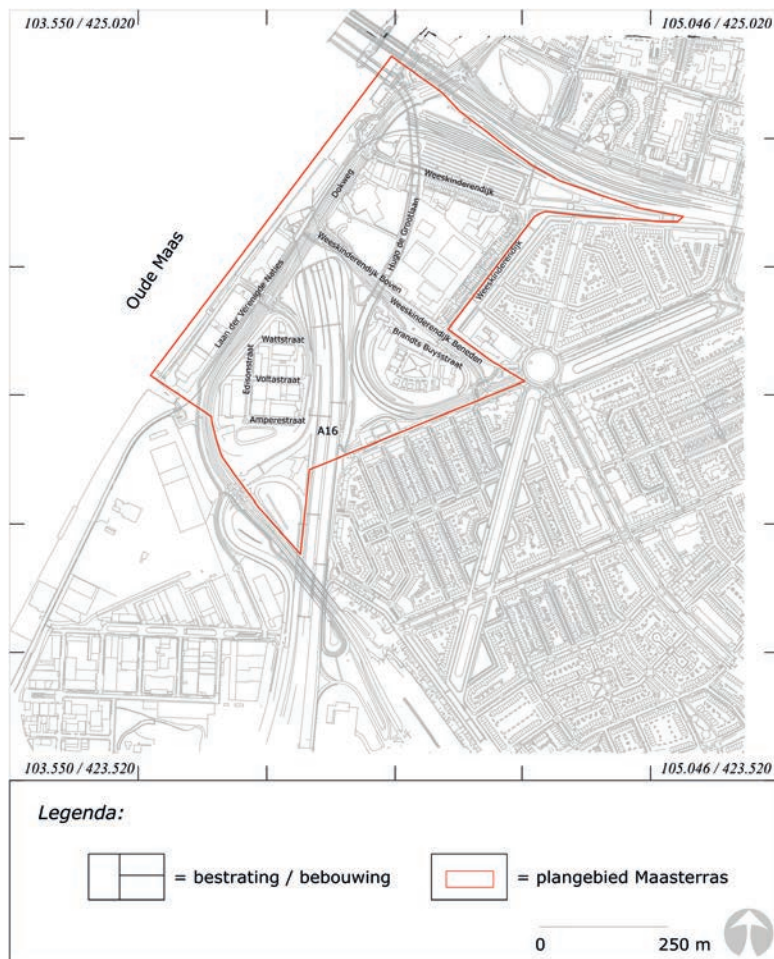 103.550 / 425.020
105.046 / 425.020
Weeskinderendijk
Dokweg
Hugo de Grootlaan
Oude Maas
Weeskinderendijk Boven
Weeskinderendijk
Laan der Verenigde Naties
Weeskinderendijk Beneden
Brandts Buysstraat
Wattstraat
Edisonstraat
Voltastraat
Amperestraat
A16
103.550 / 423.520
105.046 / 423.520
Legenda:
= bestrating / bebouwing
= plangebied Maasterras
0
250 m